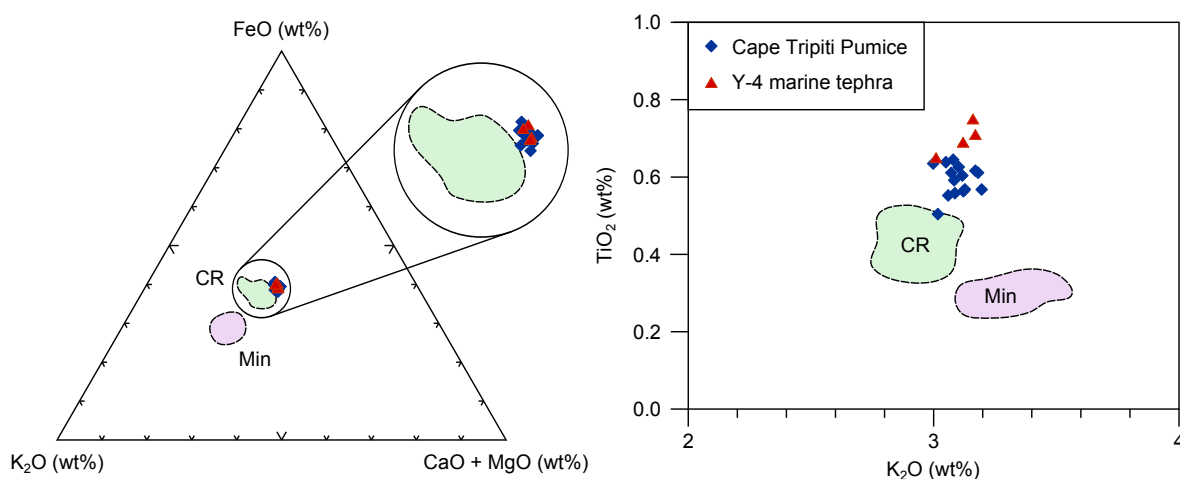 FeO (wt%)
CR
Min
K₂O (wt%)
CaO + MgO (wt%)
Cape Tripiti Pumice
Y-4 marine tephra
TiO₂ (wt%)
1.0
0.8
0.6
0.4
0.2
0.0
CR
Min
2
3
4
K₂O (wt%)